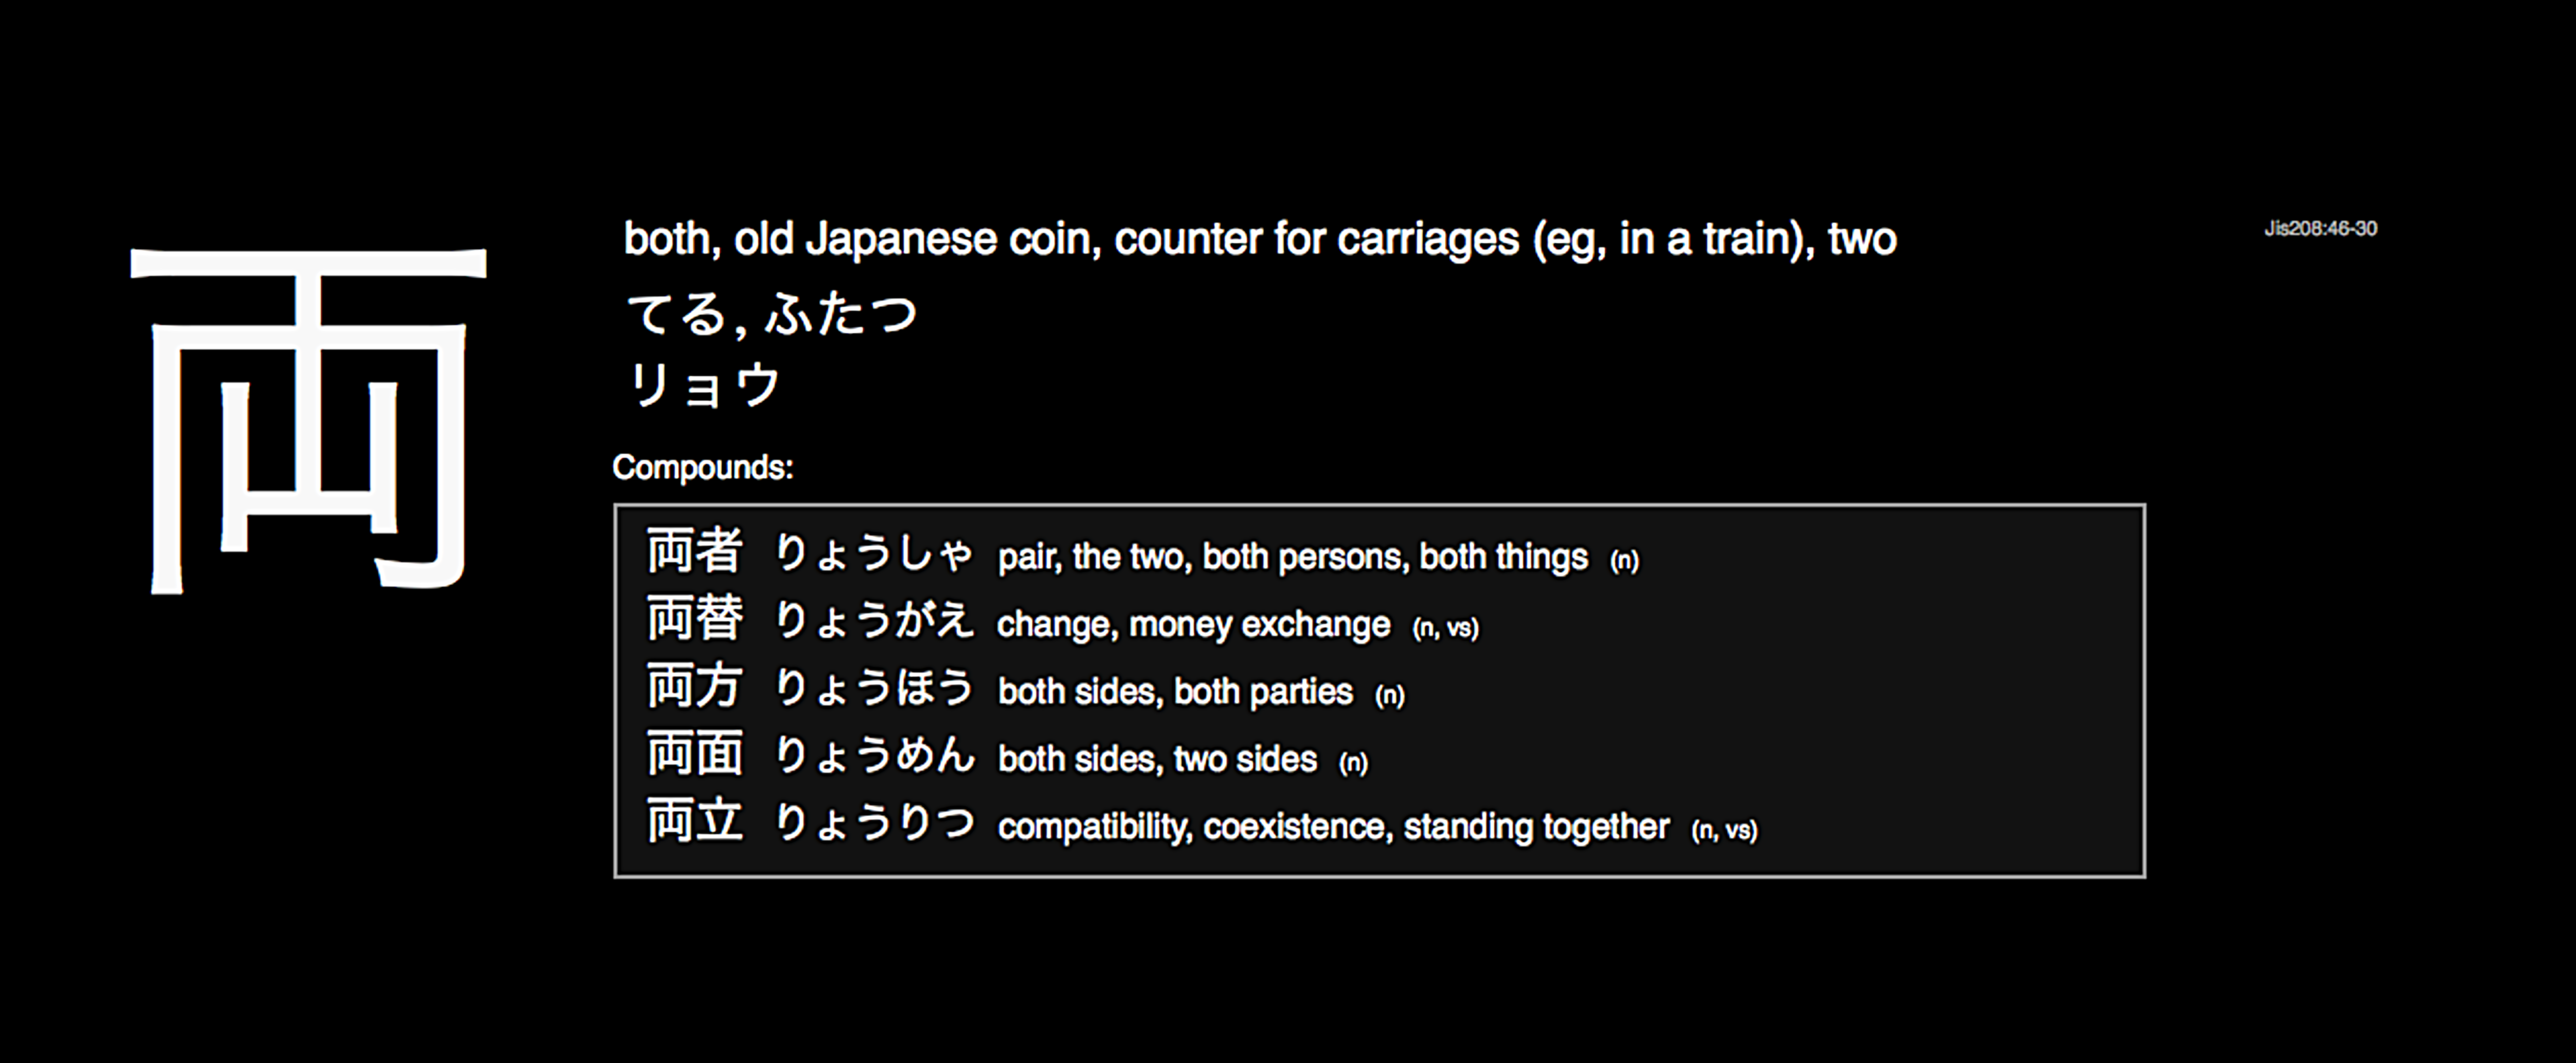 両
both, old Japanese coin, counter for carriages (eg, in a train), two
Jis208:46-30
てる, ふたつ
リョウ
Compounds:
両者 りょうしゃ pair, the two, both persons, both things (n)
両替 りょうがえ change, money exchange (n, vs)
両方 りょうほう both sides, both parties (n)
両面 りょうめん both sides, two sides (n)
両立 りょうりつ compatibility, coexistence, standing together (n, vs)